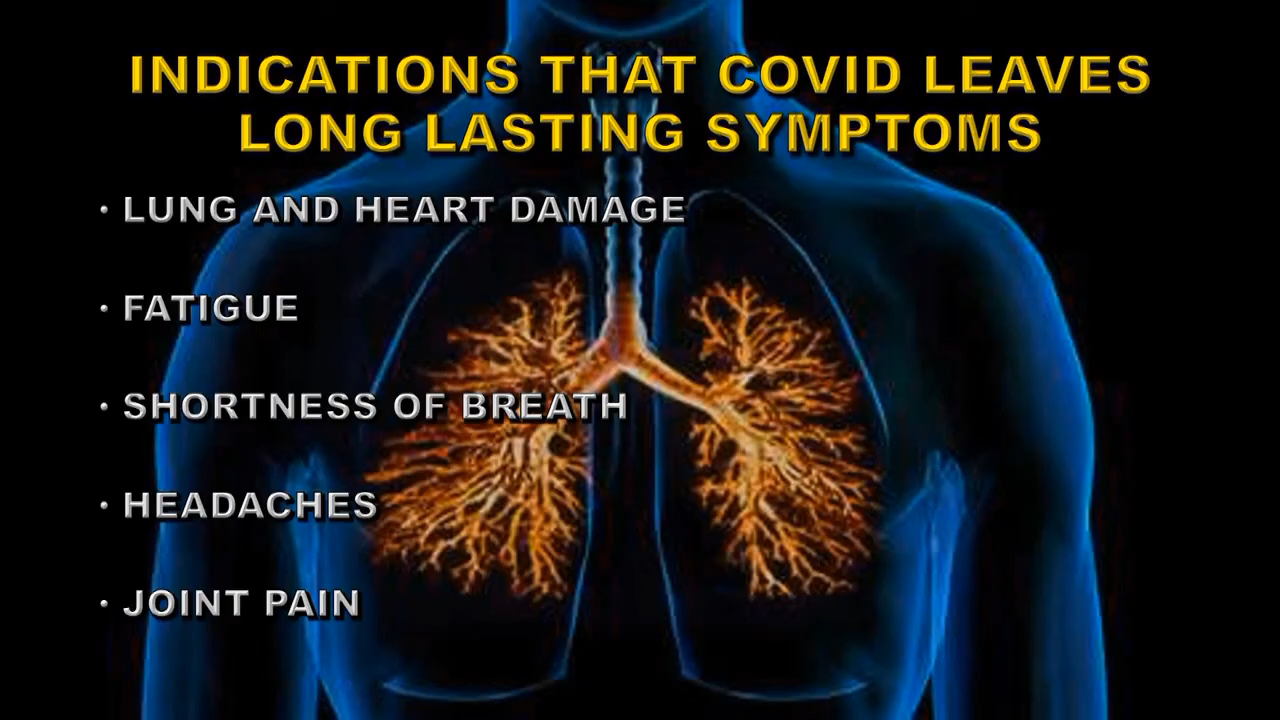 INDICATIONS THAT COVID LEAVES
LONG LASTING SYMPTOMS
· LUNG AND HEART DAMAGE
· FATIGUE
· SHORTNESS OF BREATH
· HEADACHES
· JOINT PAIN